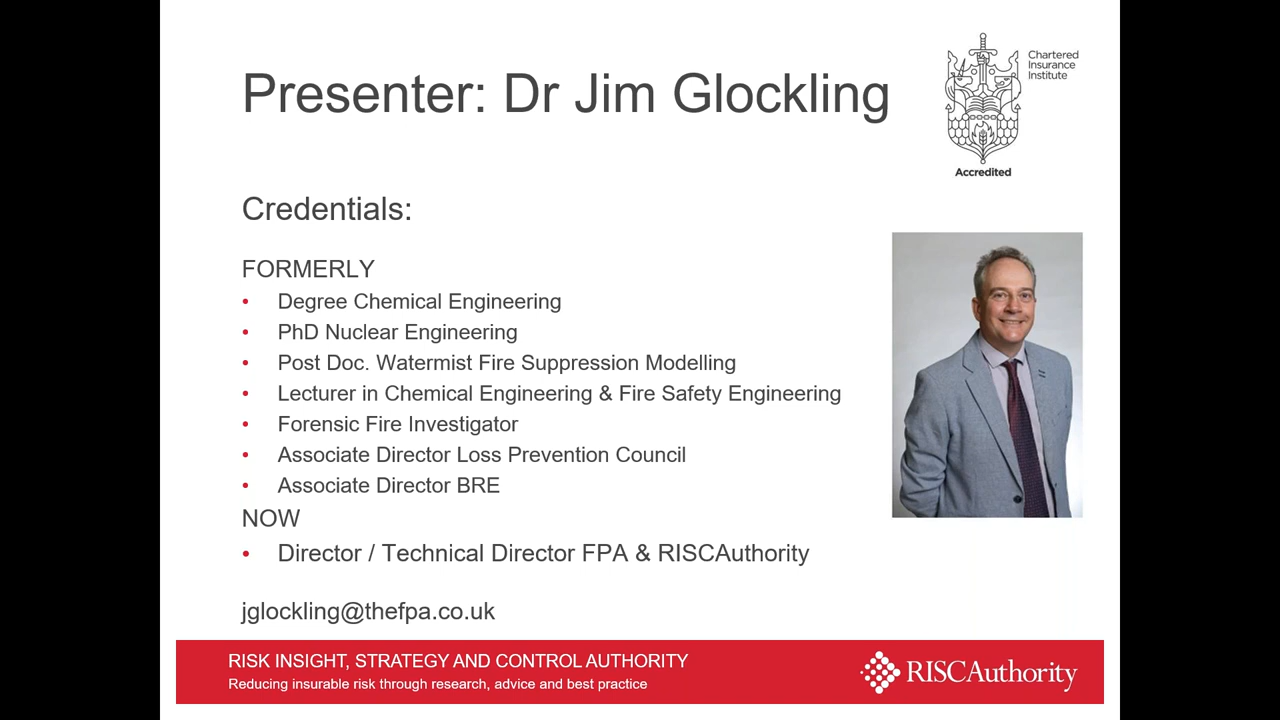 Presenter: Dr Jim Glockling
Chartered
Insurance
Institute
Accredited
Credentials:
FORMERLY
• Degree Chemical Engineering
• PhD Nuclear Engineering
• Post Doc. Watermist Fire Suppression Modelling
• Lecturer in Chemical Engineering & Fire Safety Engineering
• Forensic Fire Investigator
• Associate Director Loss Prevention Council
• Associate Director BRE
NOW
• Director / Technical Director FPA & RISCAuthority
jglockling@thefpa.co.uk
RISK INSIGHT, STRATEGY AND CONTROL AUTHORITY
Reducing insurable risk through research, advice and best practice
RISCAuthority